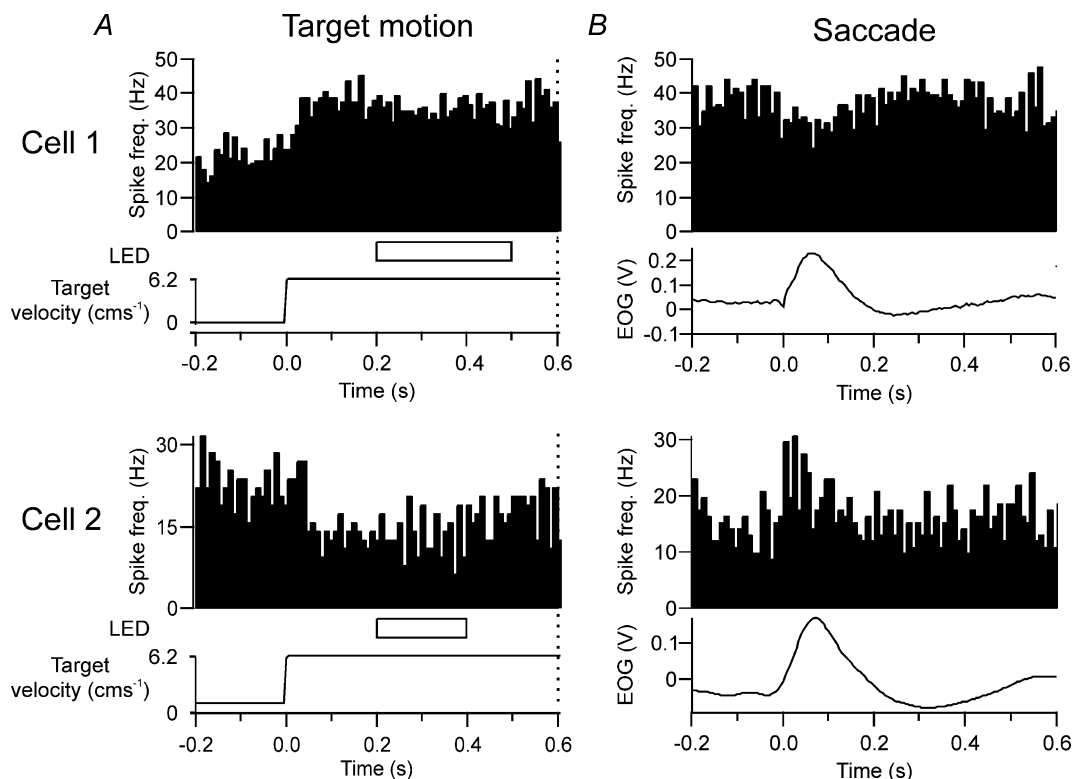 A Target motion
B Saccade
Cell 1
Spike freq. (Hz)
50
40
30
20
10
0
LED
Target
velocity (cms⁻¹)
6.2
0
-0.2 0.0 0.2 0.4 0.6
Time (s)
Spike freq. (Hz)
50
40
30
20
10
0
EOG (V)
0.2
0.1
0
-0.1
-0.2 0.0 0.2 0.4 0.6
Time (s)
Cell 2
Spike freq. (Hz)
30
15
0
LED
Target
velocity (cms⁻¹)
6.2
0
-0.2 0.0 0.2 0.4 0.6
Time (s)
Spike freq. (Hz)
30
20
10
0
EOG (V)
0.1
0
-0.2 0.0 0.2 0.4 0.6
Time (s)